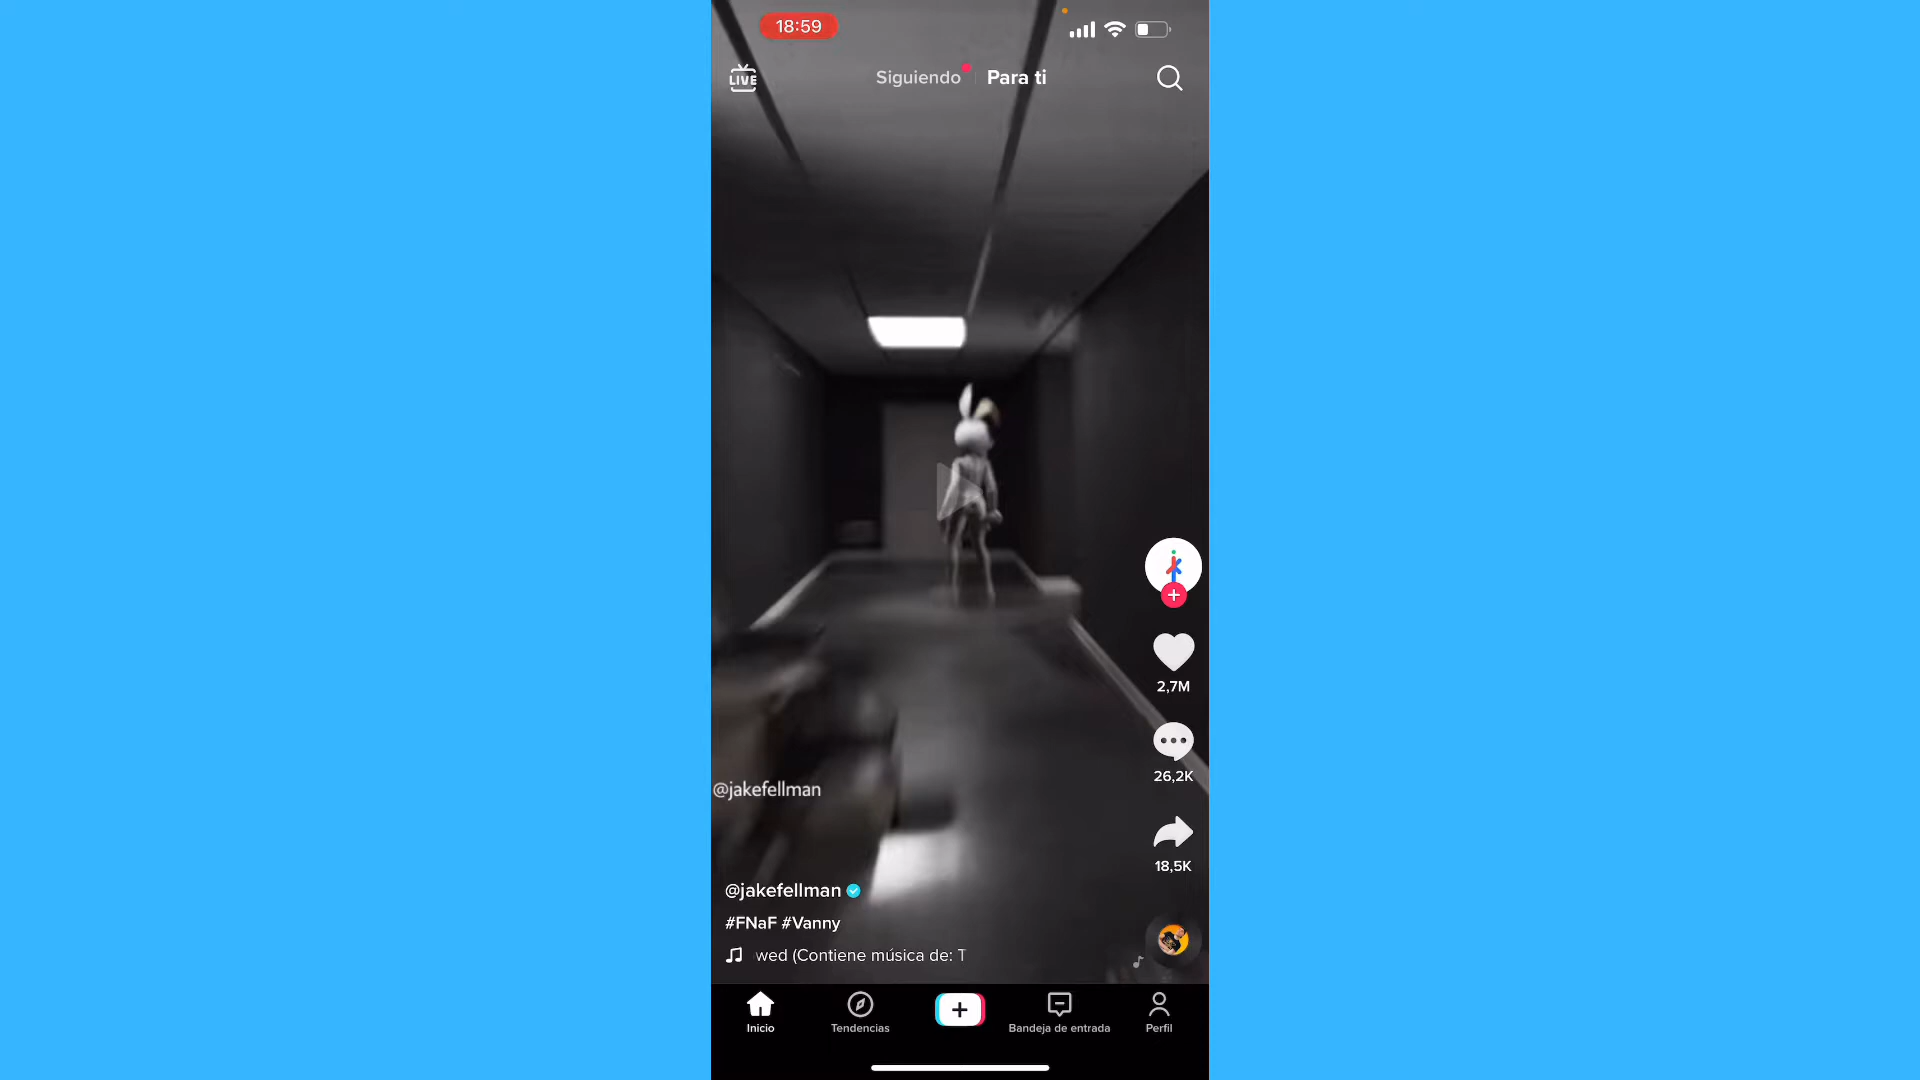 18:59
LIVE
Siguiendo
Para ti
2,7M
26,2K
18,5K
@jakefellman
@jakefellman
#FNaF #Vanny
wed (Contiene música de: T
Inicio
Tendencias
Bandeja de entrada
Perfil